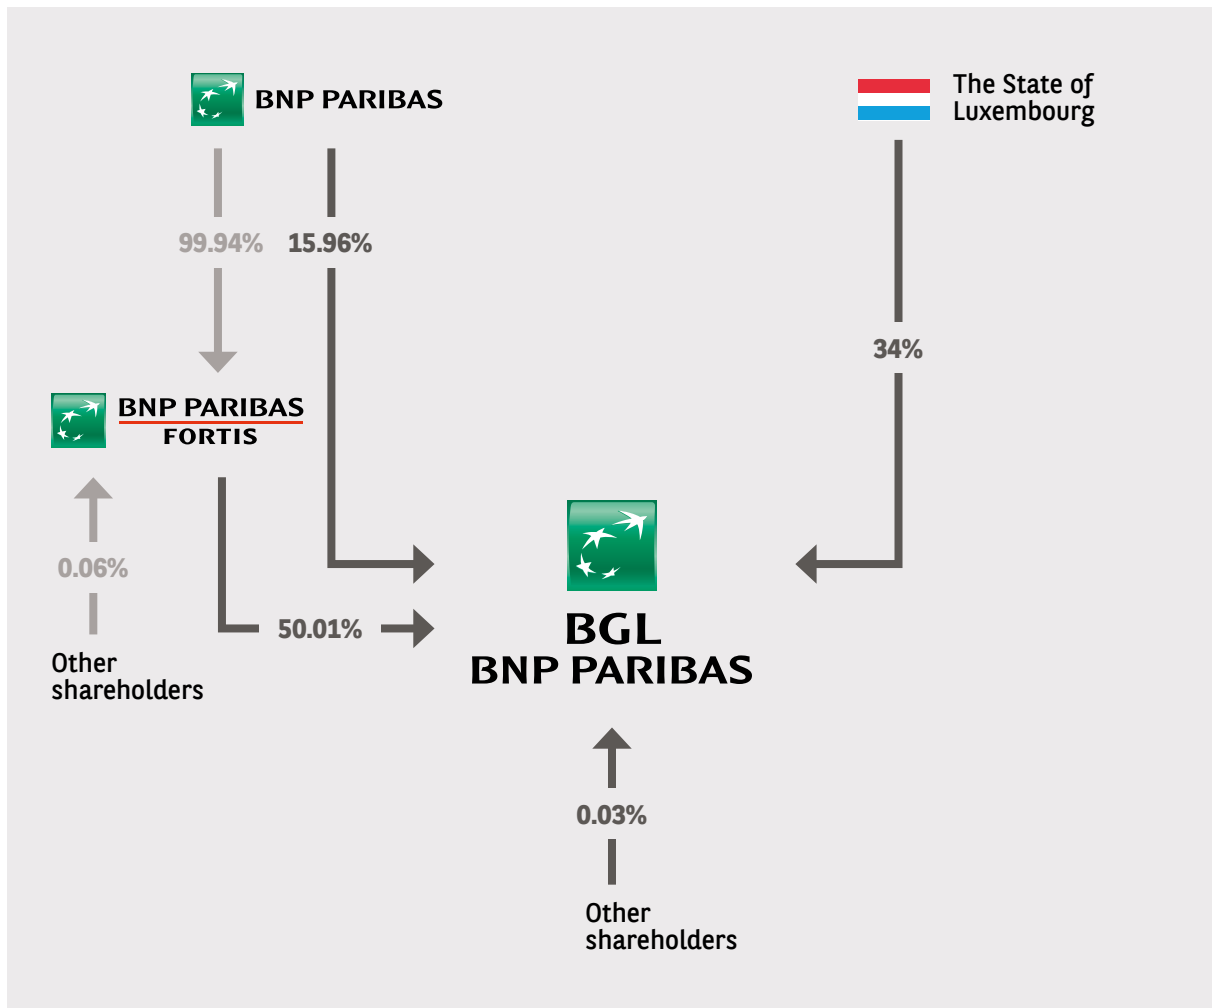 BNP PARIBAS
The State of
Luxembourg
99.94%
15.96%
34%
BNP PARIBAS
FORTIS
0.06%
Other
shareholders
50.01%
BGL
BNP PARIBAS
0.03%
Other
shareholders